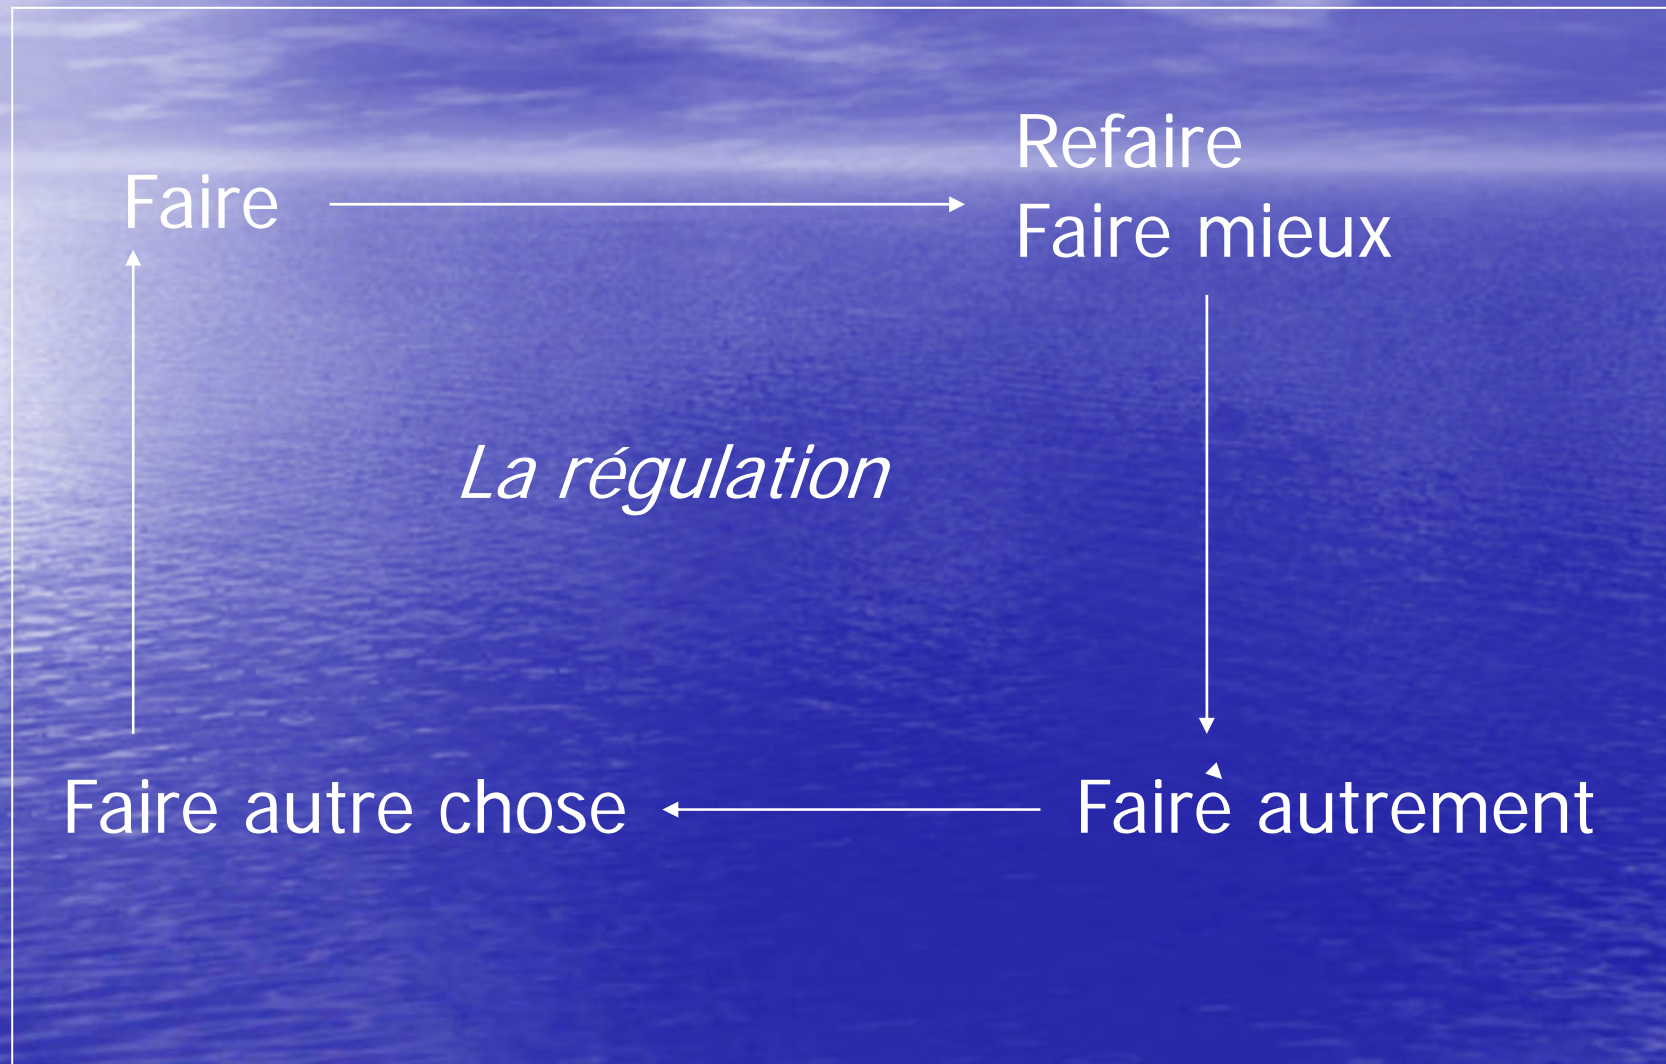 Refaire
Faire
Faire mieux
La régulation
Faire autre chose
Faire autrement